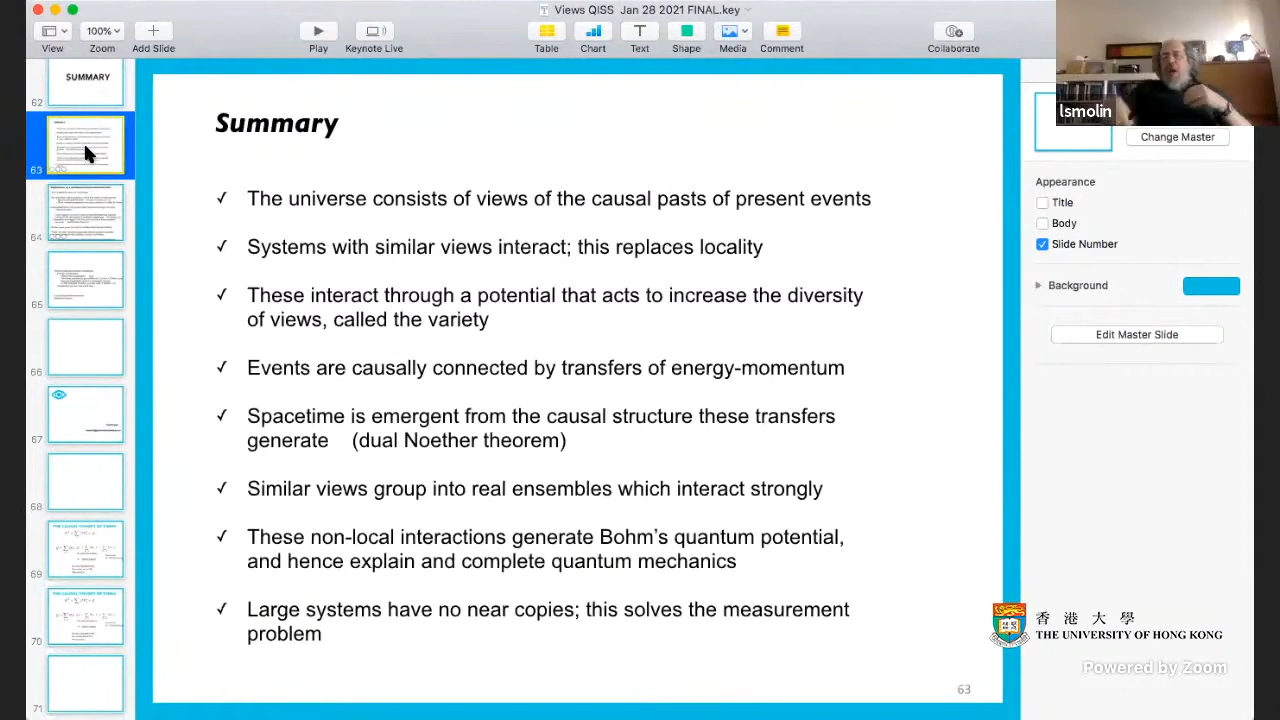 Views QISS Jan 28 2021 FINAL.key
100%
View
Zoom
Add Slide
Play
Keynote Live
Table
Chart
Text
Shape
Media
Comment
Collaborate
lsmolin
SUMMARY
62
63
64
65
66
67
68
69
70
71
Summary
✓ The universe consists of views of the causal pasts of present events
✓ Systems with similar views interact; this replaces locality
✓ These interact through a potential that acts to increase the diversity
of views, called the variety
✓ Events are causally connected by transfers of energy-momentum
✓ Spacetime is emergent from the causal structure these transfers
generate (dual Noether theorem)
✓ Similar views group into real ensembles which interact strongly
✓ These non-local interactions generate Bohm's quantum potential,
and hence explain and complete quantum mechanics
✓ Large systems have no near copies; this solves the measurement
problem
63
Change Master
Appearance
Title
Body
Slide Number
Background
Edit Master Slide
香港大學
THE UNIVERSITY OF HONG KONG
Powered by Zoom